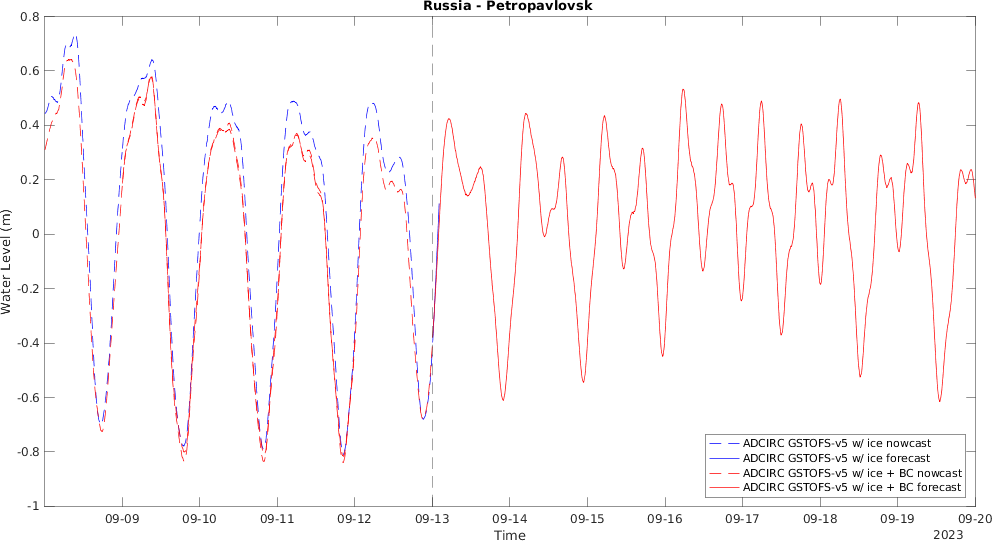 Russia - Petropavlovsk
Water Level (m)
0.8
0.6
0.4
0.2
0
-0.2
-0.4
-0.6
-0.8
-1
ADCIRC GSTOFS-v5 w/ ice nowcast
ADCIRC GSTOFS-v5 w/ ice forecast
ADCIRC GSTOFS-v5 w/ ice + BC nowcast
ADCIRC GSTOFS-v5 w/ ice + BC forecast
09-09 09-10 09-11 09-12 09-13 09-14 09-15 09-16 09-17 09-18 09-19 09-20
Time
2023